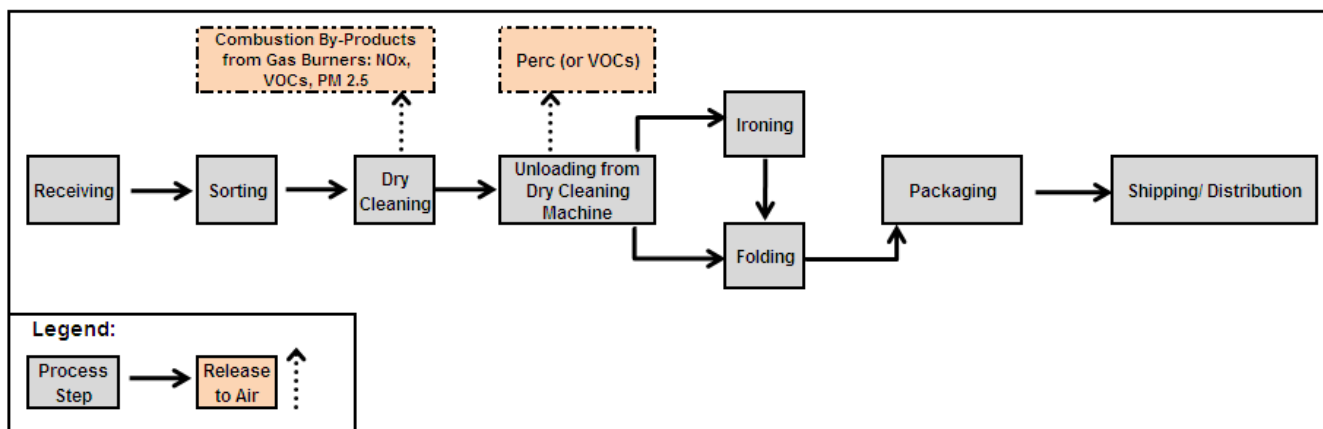 Combustion By-Products
from Gas Burners: NOx,
VOCs, PM 2.5
Perc (or VOCs)
Receiving
Sorting
Dry
Cleaning
Unloading from
Dry Cleaning
Machine
Ironing
Folding
Packaging
Shipping/ Distribution
Legend:
Process
Step
Release
to Air